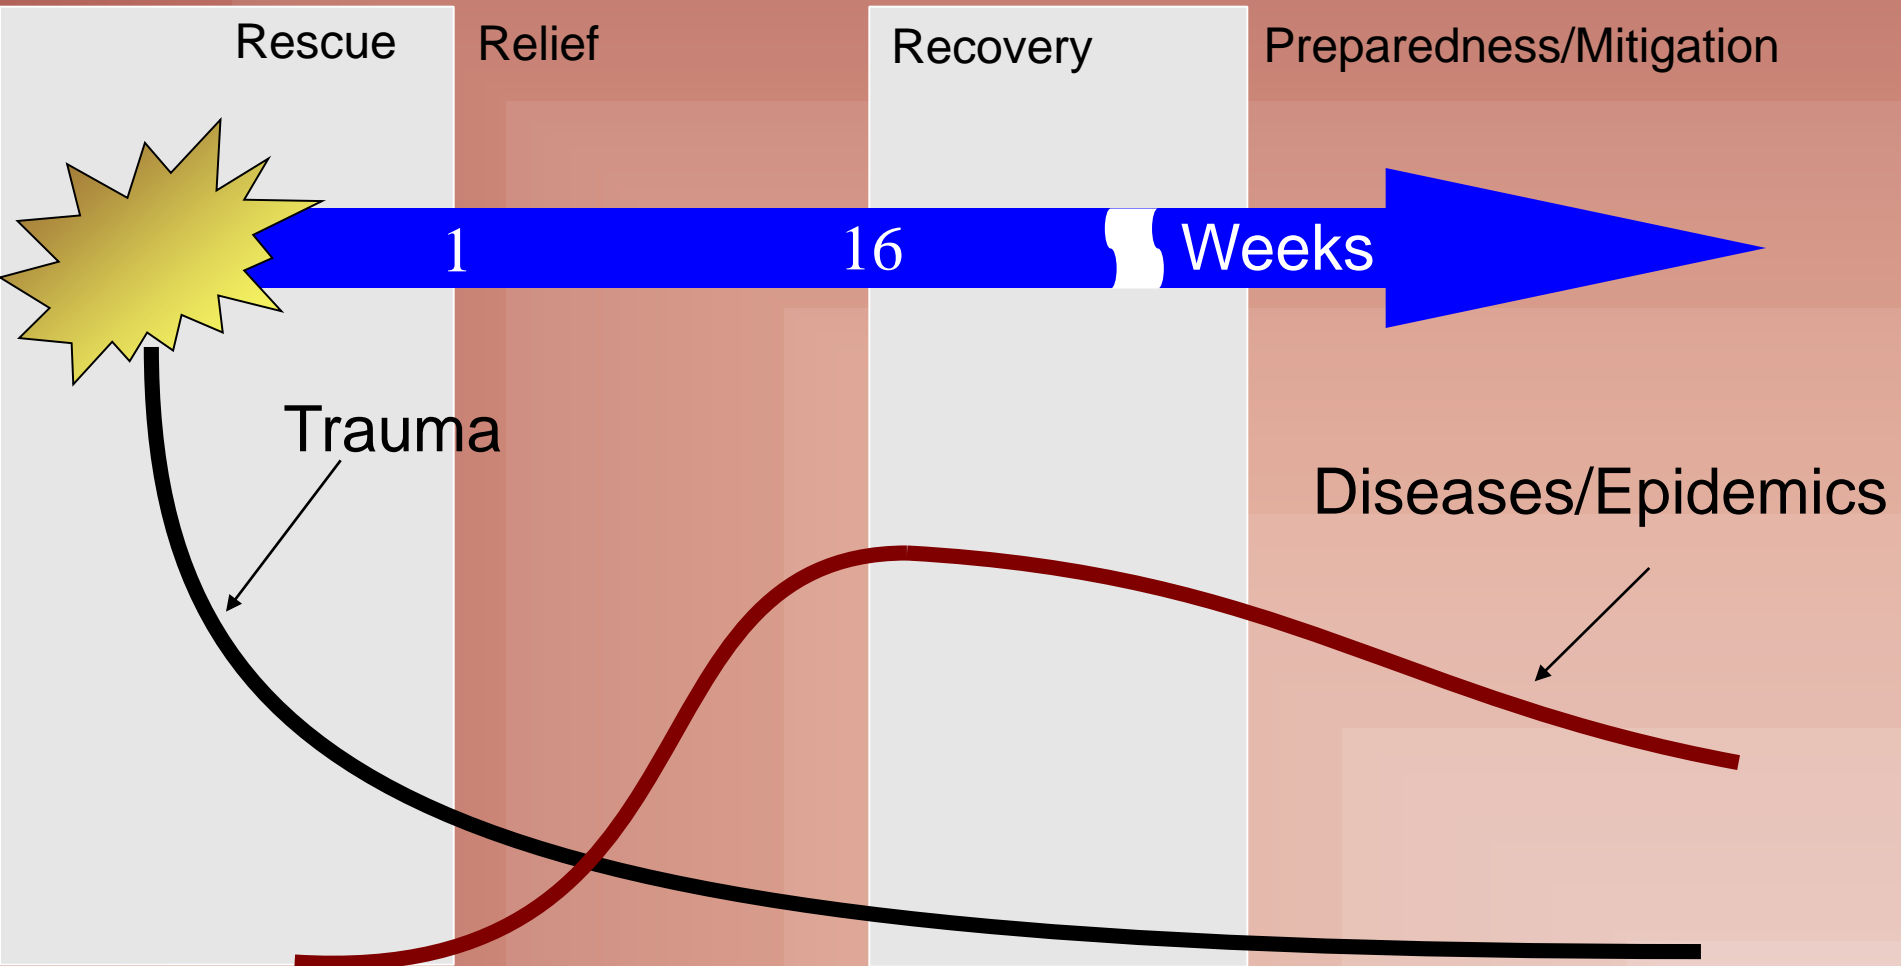 Rescue
Relief
Recovery
Preparedness/Mitigation
1
16
Weeks
Trauma
Diseases/Epidemics